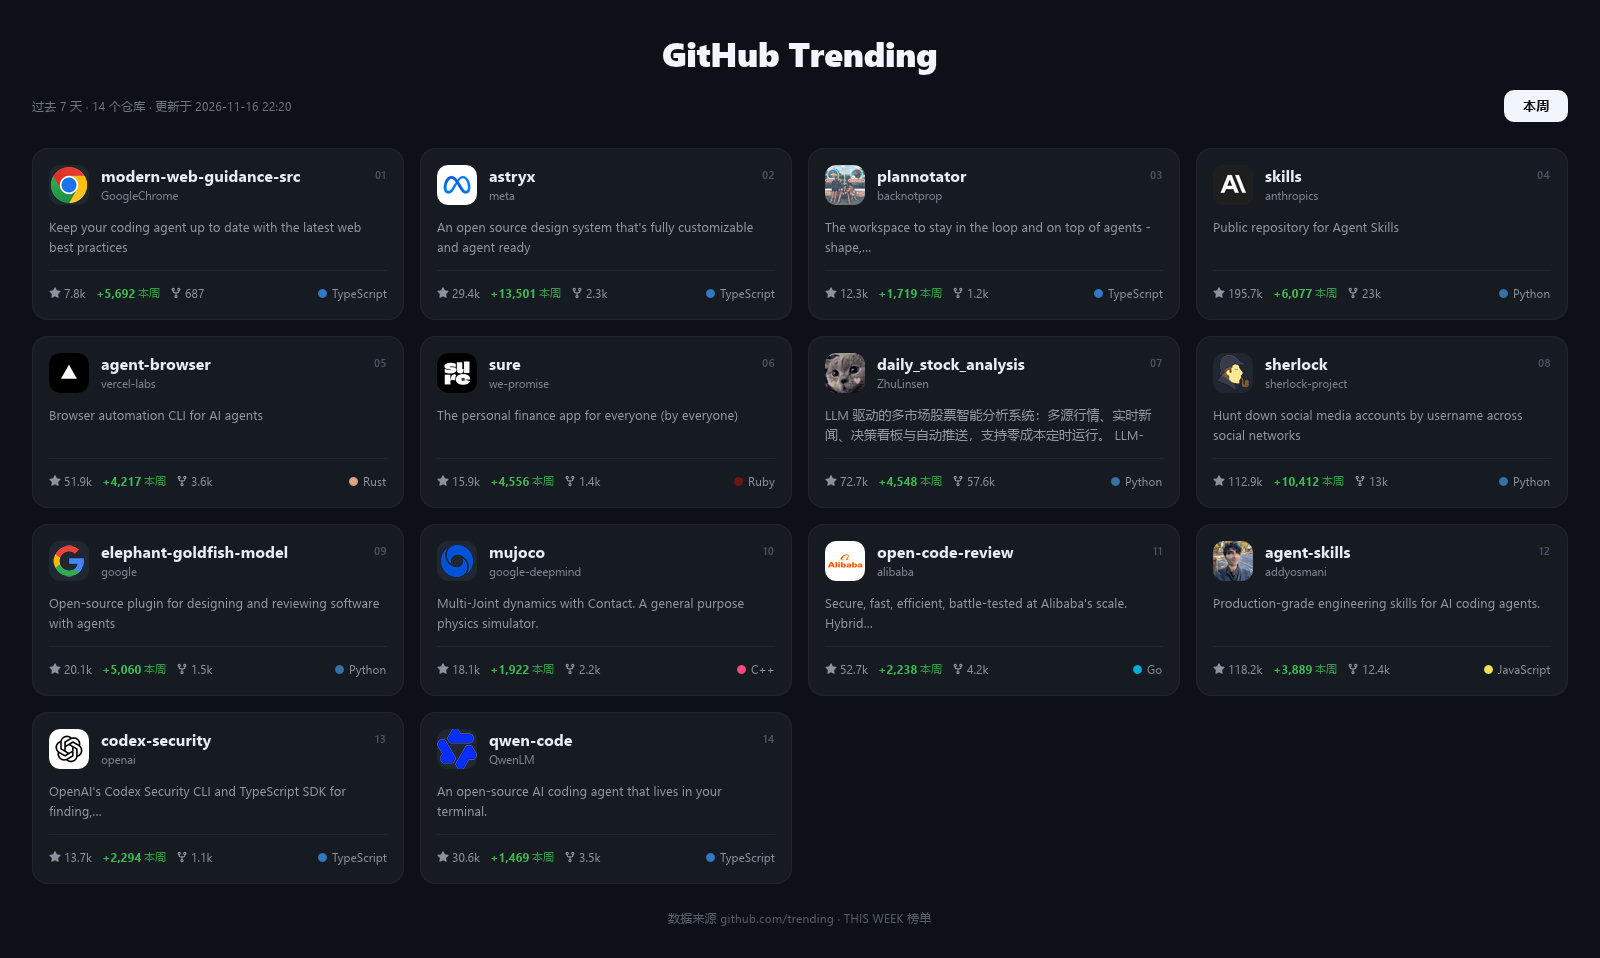 GitHub Trending
过去 7 天 · 14 个仓库 · 更新于 2026-11-16 22:20
本周
modern-web-guidance-src
01
GoogleChrome
Keep your coding agent up to date with the latest web
best practices
7.8k +5,692 本周 687 TypeScript
astryx
02
meta
An open source design system that's fully customizable
and agent ready
29.4k +13,501 本周 2.3k TypeScript
plannotator
03
backnotprop
The workspace to stay in the loop and on top of agents -
shape,...
12.3k +1,719 本周 1.2k TypeScript
skills
04
anthropics
Public repository for Agent Skills
195.7k +6,077 本周 23k Python
agent-browser
05
vercel-labs
Browser automation CLI for AI agents
51.9k +4,217 本周 3.6k Rust
sure
06
we-promise
The personal finance app for everyone (by everyone)
15.9k +4,556 本周 1.4k Ruby
daily_stock_analysis
07
ZhuLinsen
LLM 驱动的多市场股票智能分析系统：多源行情、实时新
闻、决策看板与自动推送，支持零成本定时运行。 LLM-
72.7k +4,548 本周 57.6k Python
sherlock
08
sherlock-project
Hunt down social media accounts by username across
social networks
112.9k +10,412 本周 13k Python
elephant-goldfish-model
09
google
Open-source plugin for designing and reviewing software
with agents
20.1k +5,060 本周 1.5k Python
mujoco
10
google-deepmind
Multi-Joint dynamics with Contact. A general purpose
physics simulator.
18.1k +1,922 本周 2.2k C++
Alibaba
open-code-review
11
alibaba
Secure, fast, efficient, battle-tested at Alibaba's scale.
Hybrid...
52.7k +2,238 本周 4.2k Go
agent-skills
12
addyosmani
Production-grade engineering skills for AI coding agents.
118.2k +3,889 本周 12.4k JavaScript
codex-security
13
openai
OpenAI's Codex Security CLI and TypeScript SDK for
finding,...
13.7k +2,294 本周 1.1k TypeScript
qwen-code
14
QwenLM
An open-source AI coding agent that lives in your
terminal.
30.6k +1,469 本周 3.5k TypeScript
数据来源 github.com/trending · THIS WEEK 榜单